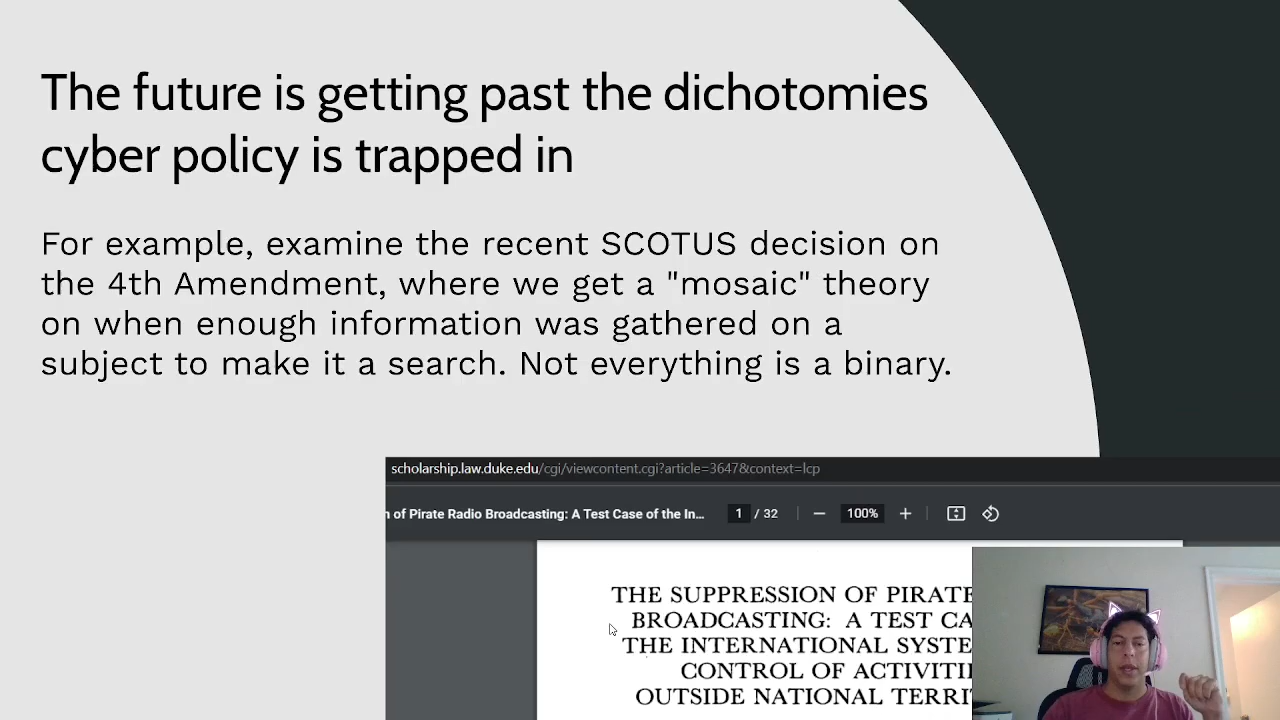 The future is getting past the dichotomies
cyber policy is trapped in
For example, examine the recent SCOTUS decision on
the 4th Amendment, where we get a "mosaic" theory
on when enough information was gathered on a
subject to make it a search. Not everything is a binary.
scholarship.law.duke.edu/cgi/viewcontent.cgi?article=3647&context=lcp
n of Pirate Radio Broadcasting: A Test Case of the In... 1 / 32 100%
THE SUPPRESSION OF PIRATE
BROADCASTING: A TEST CA
THE INTERNATIONAL SYSTE
CONTROL OF ACTIVITI
OUTSIDE NATIONAL TERRI